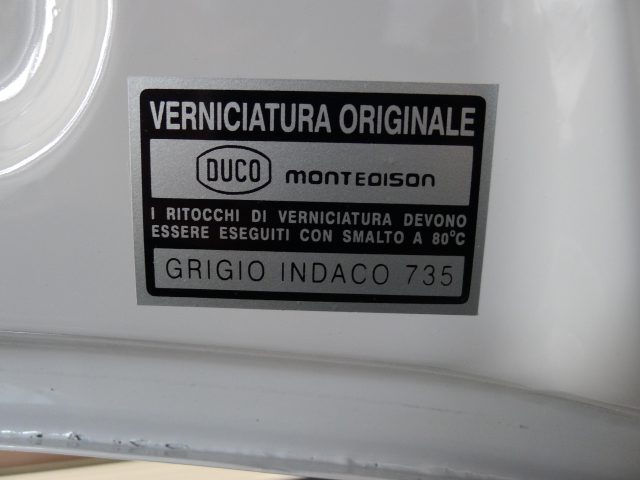 VERNICIATURA ORIGINALE
DUCO MONTEDISON
I RITOCCHI DI VERNICIATURA DEVONO
ESSERE ESEGUITI CON SMALTO A 80°C
GRIGIO INDACO 735